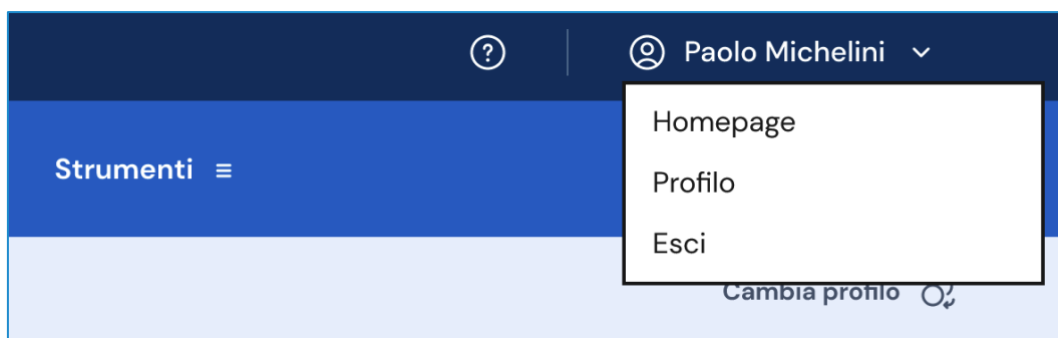 Paolo Michelini
Homepage
Strumenti
Profilo
Esci
Cambia profilo